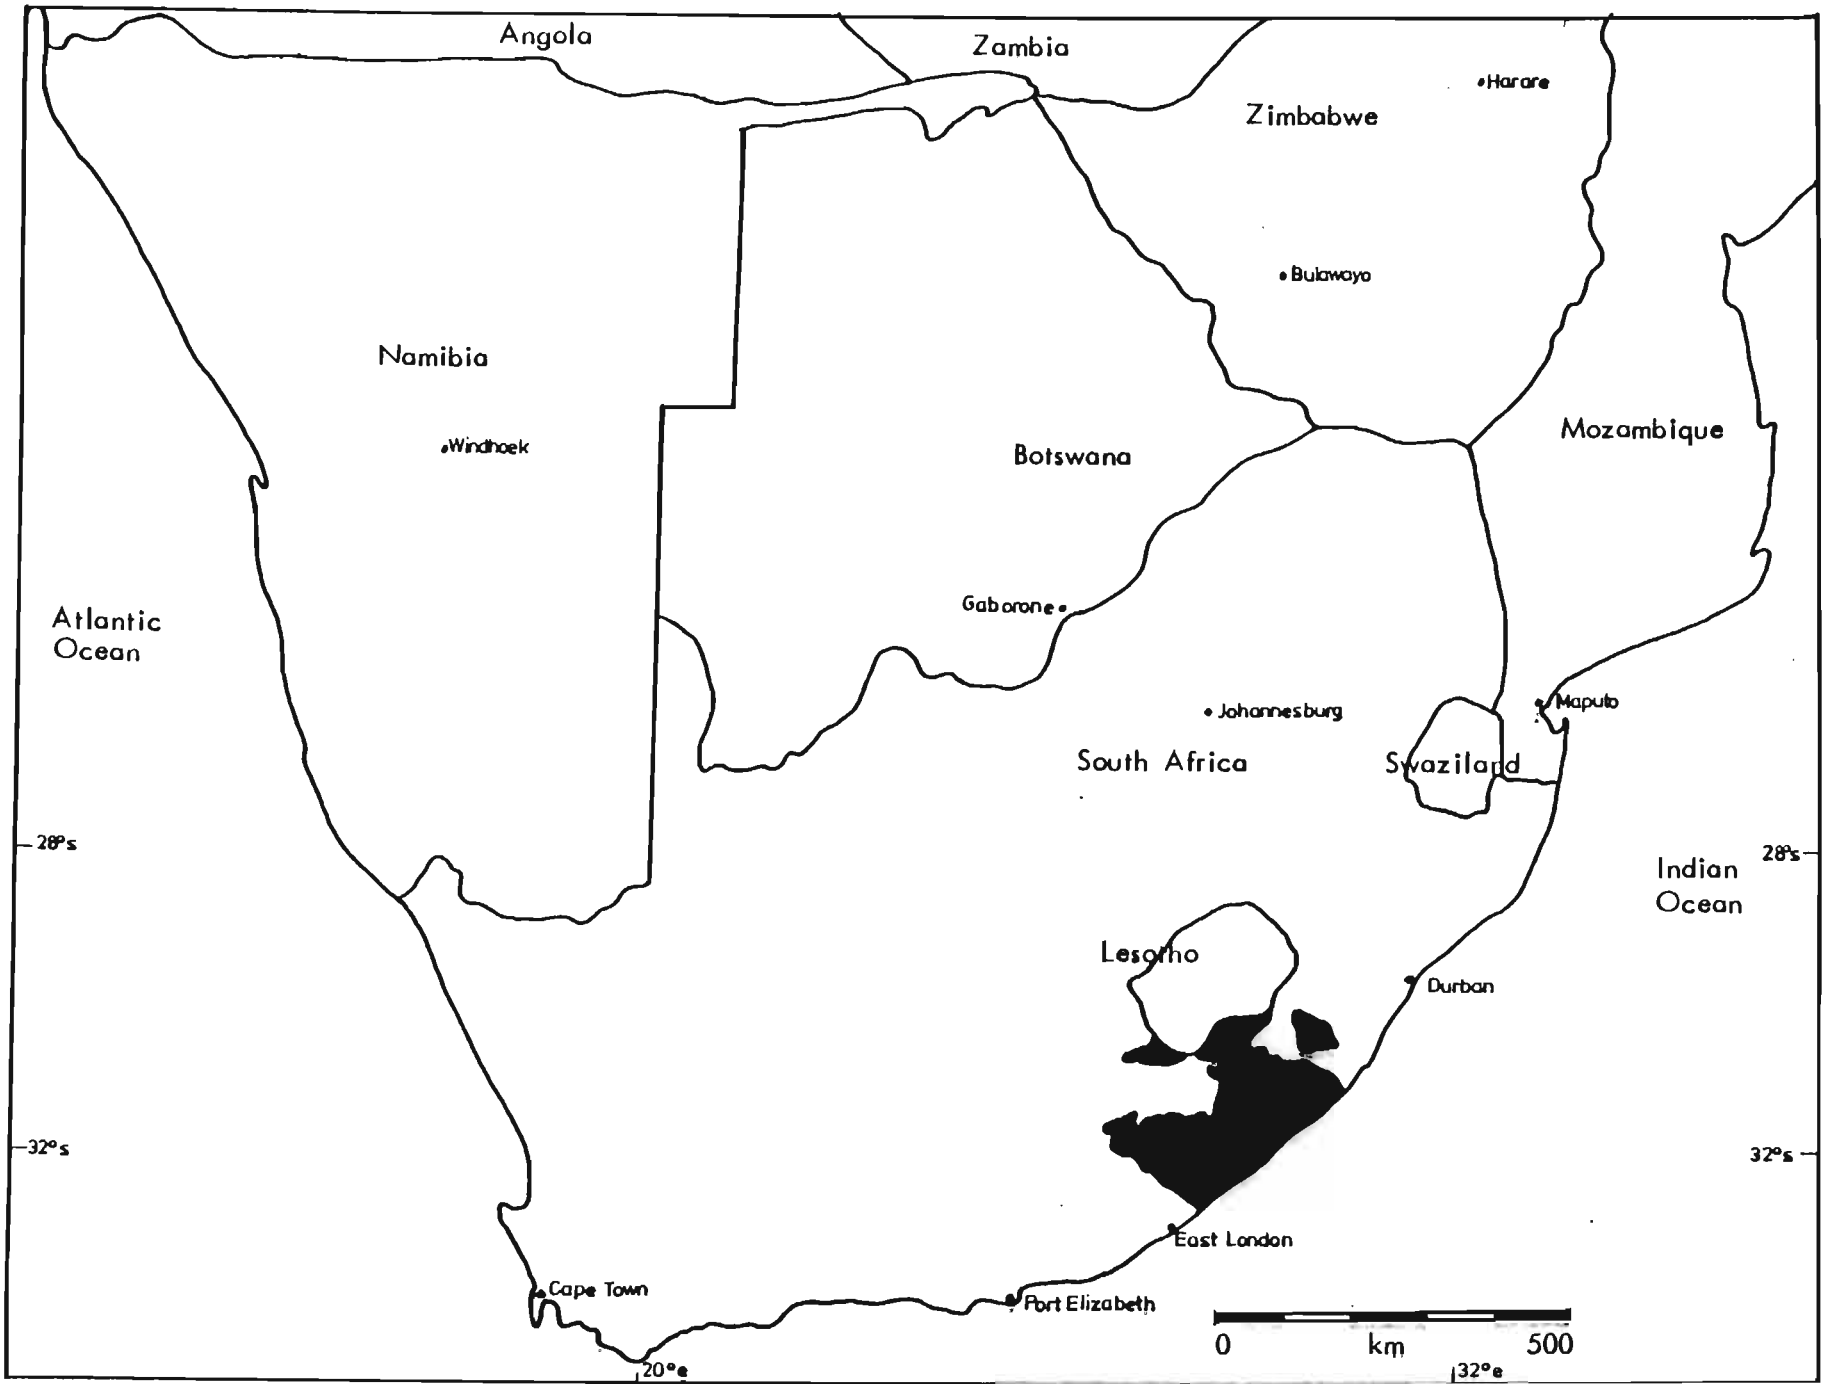 Angola
Zambia
Harare
Zimbabwe
Bulawayo
Namibia
Windhoek
Botswana
Mozambique
Gaborone
Atlantic
Ocean
Johannesburg
Maputo
South Africa
Swaziland
28°s
28°s
Indian
Ocean
Lesotho
Durban
32°s
32°s
East London
Cape Town
Port Elizabeth
0 km 500
20°e
32°e